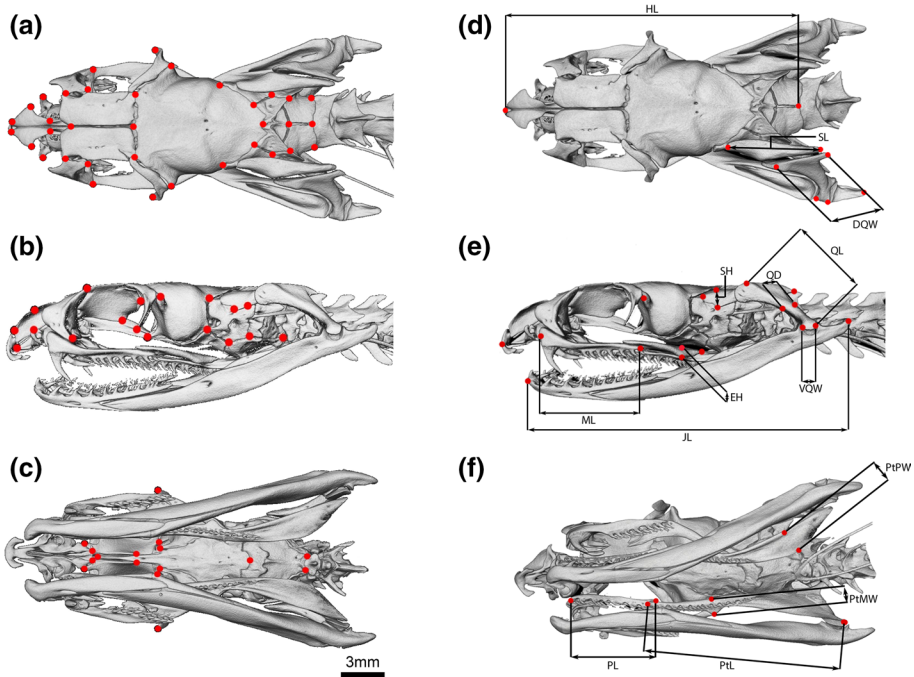 (a)
(d)
HL
SL
DQW
(b)
(e)
QL
SH
QD
VQW
EH
ML
JL
(c)
(f)
PtPW
PtMW
PL
PtL
3mm